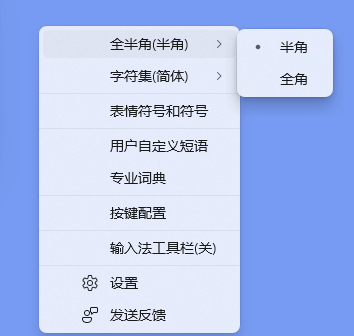 全半角(半角)
半角
全角
字符集(简体)
表情符号和符号
用户自定义短语
专业词典
按键配置
输入法工具栏(关)
设置
发送反馈